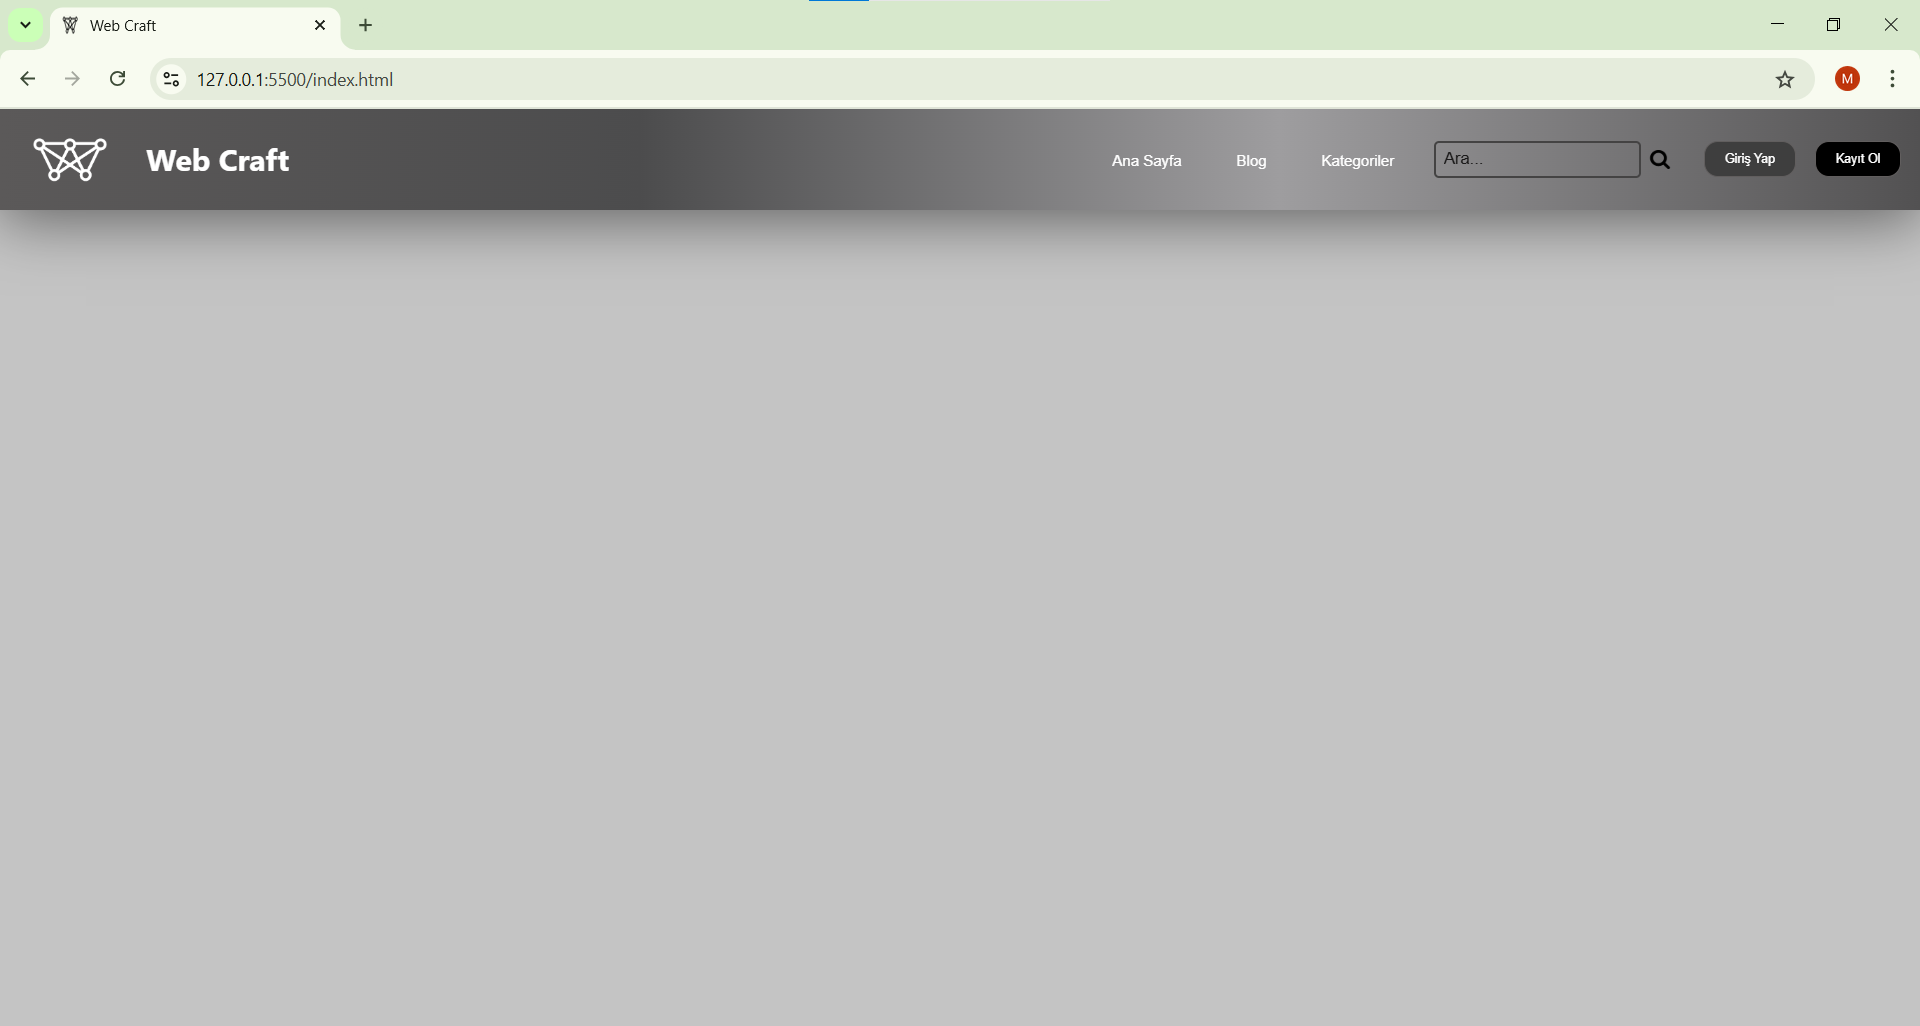 Web Craft
127.0.0.1:5500/index.html
M
Web Craft
Ana Sayfa
Blog
Kategoriler
Ara...
Giriş Yap
Kayıt Ol